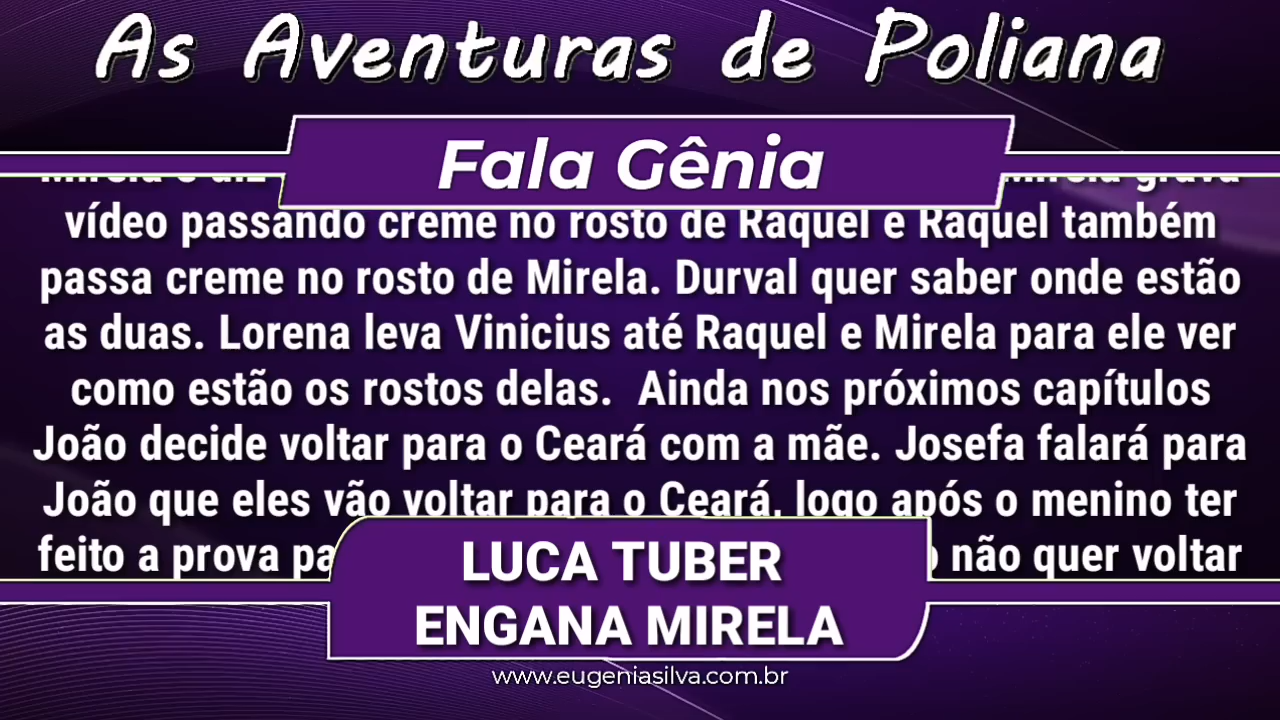 As Aventuras de Poliana
Fala Gênia
vídeo passando creme no rosto de Raquel e Raquel também
passa creme no rosto de Mirela. Durval quer saber onde estão
as duas. Lorena leva Vinicius até Raquel e Mirela para ele ver
como estão os rostos delas. Ainda nos próximos capítulos
João decide voltar para o Ceará com a mãe. Josefa falará para
João que eles vão voltar para o Ceará, logo após o menino ter
feito a prova não quer voltar
LUCA TUBER
ENGANA MIRELA
www.eugeniasilva.com.br